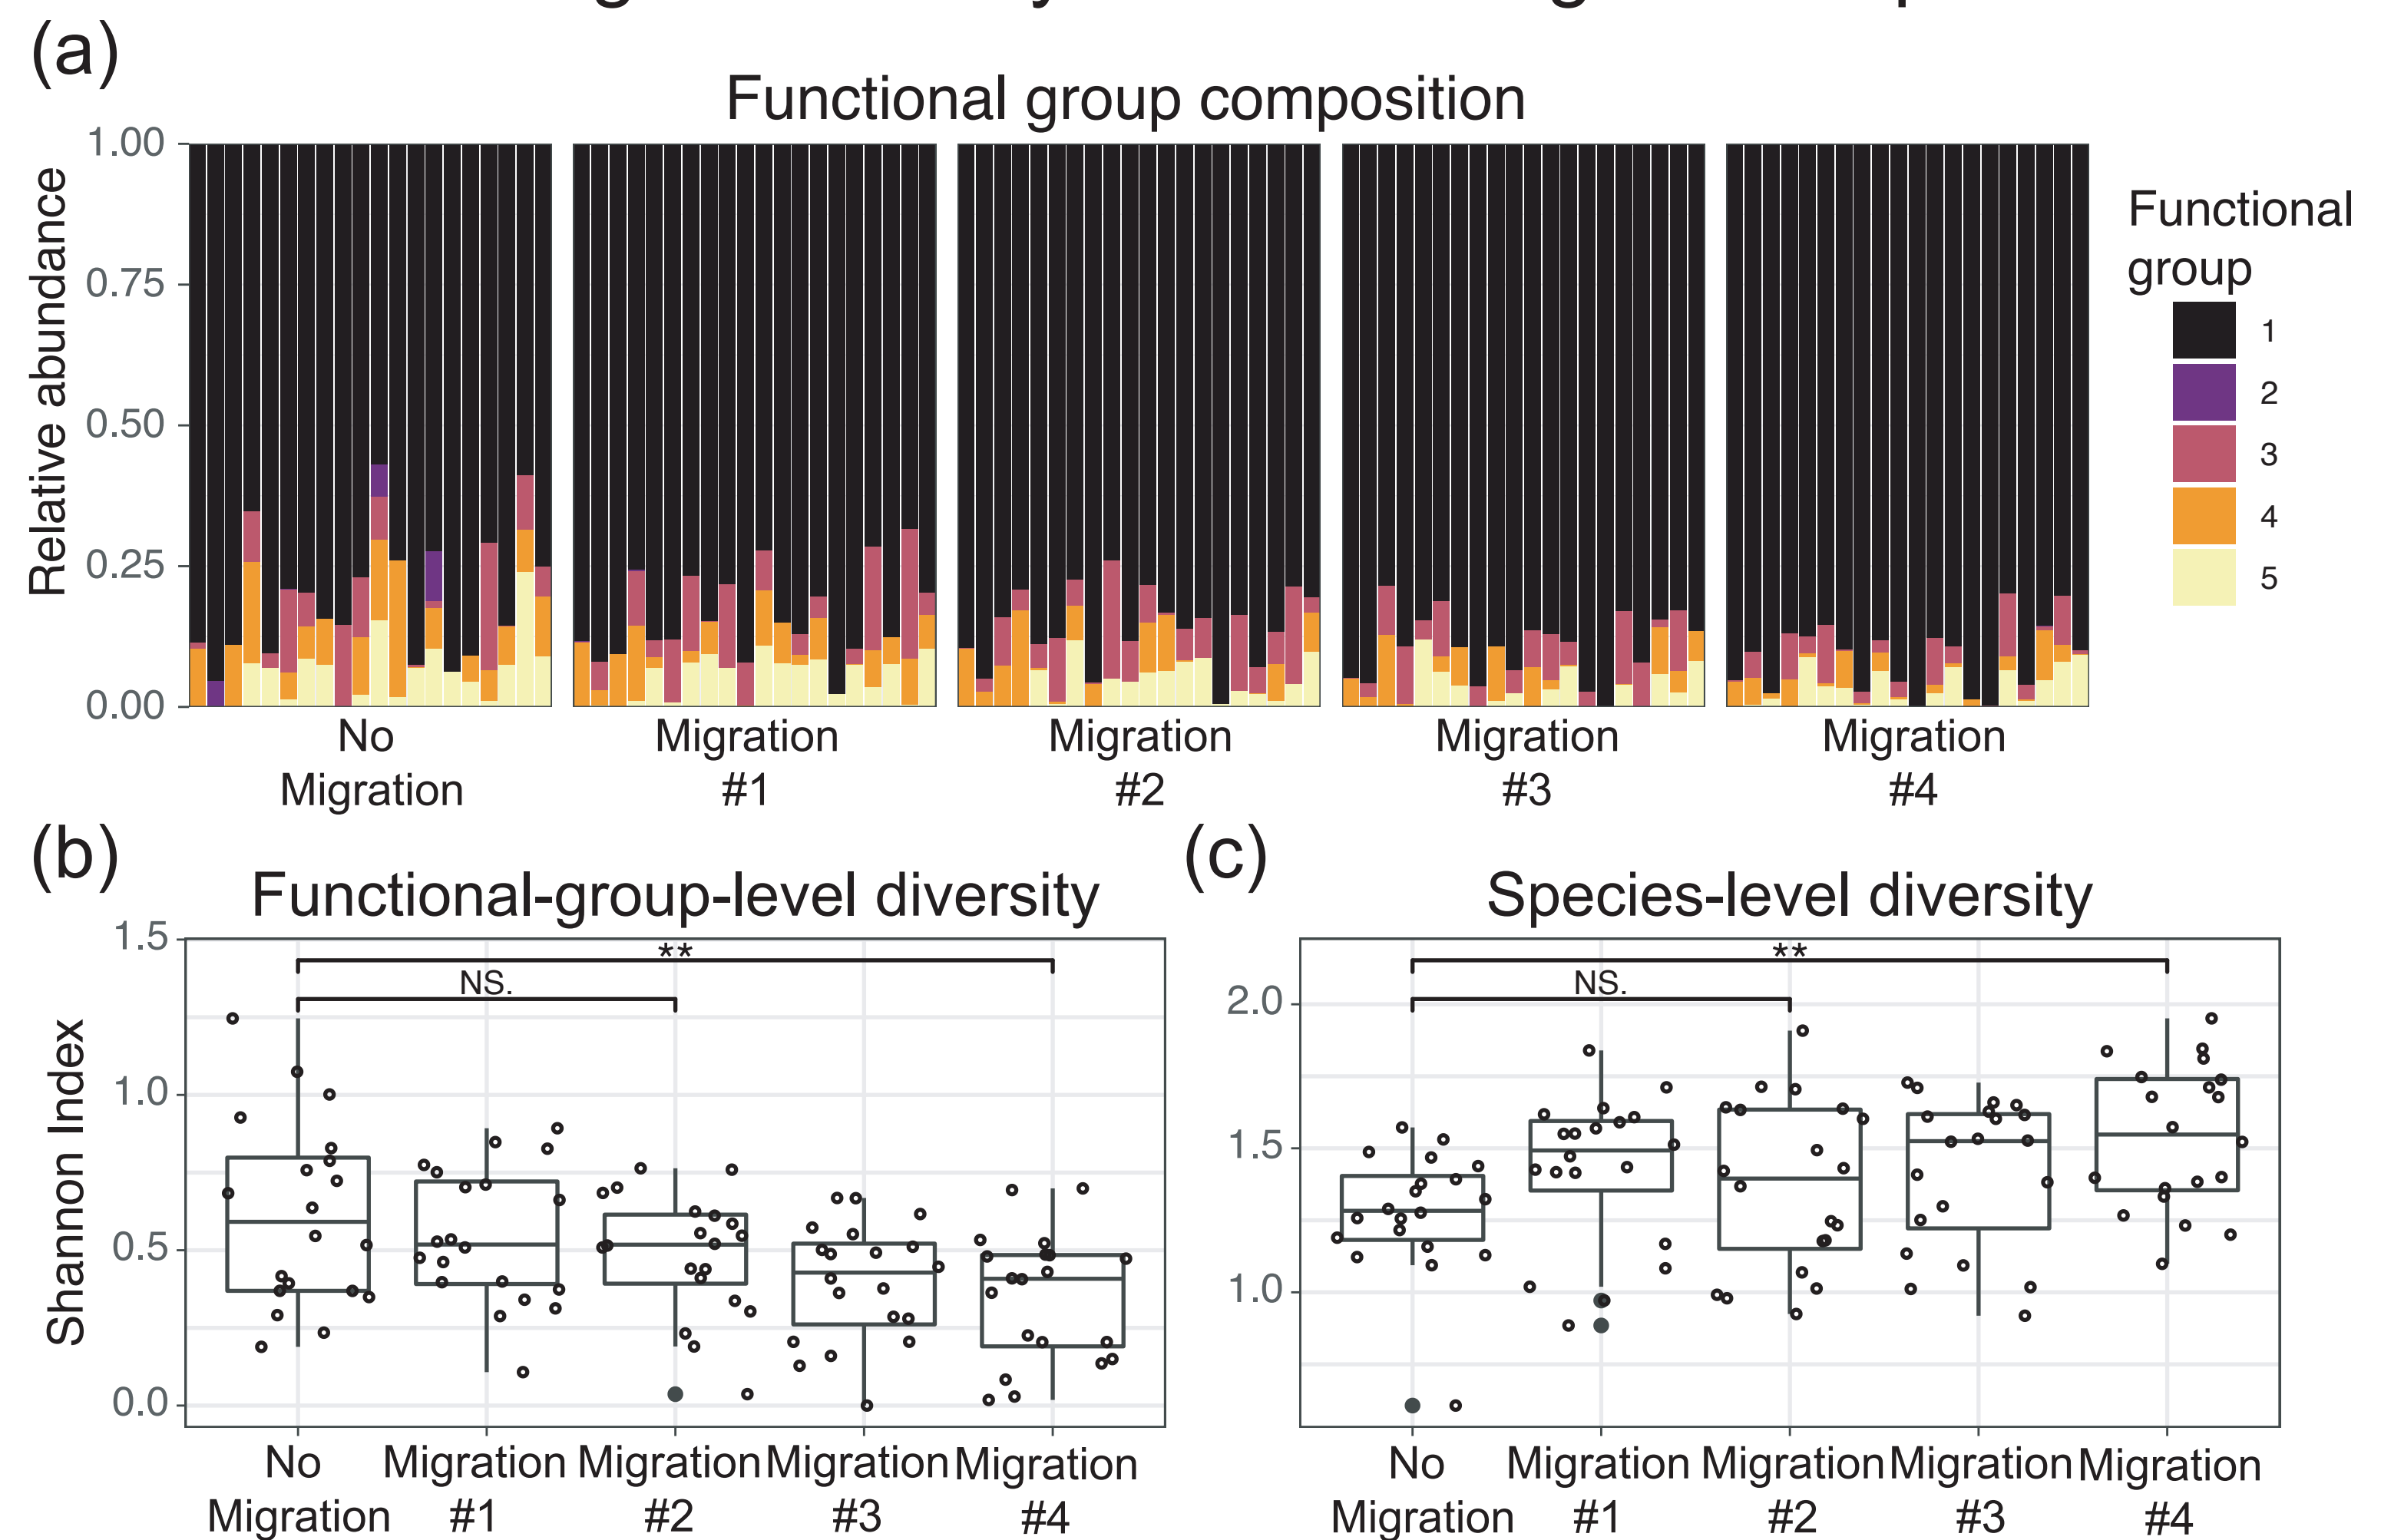 (a)
Functional group composition
Relative abundance
1.00
0.75
0.50
0.25
0.00
No Migration
Migration #1
Migration #2
Migration #3
Migration #4
Functional
group
1
2
3
4
5
(b)
Functional-group-level diversity
Shannon Index
1.5
1.0
0.5
0.0
**
NS.
No Migration
Migration #1
Migration #2
Migration #3
Migration #4
(c)
Species-level diversity
2.0
1.5
1.0
**
NS.
No Migration
Migration #1
Migration #2
Migration #3
Migration #4